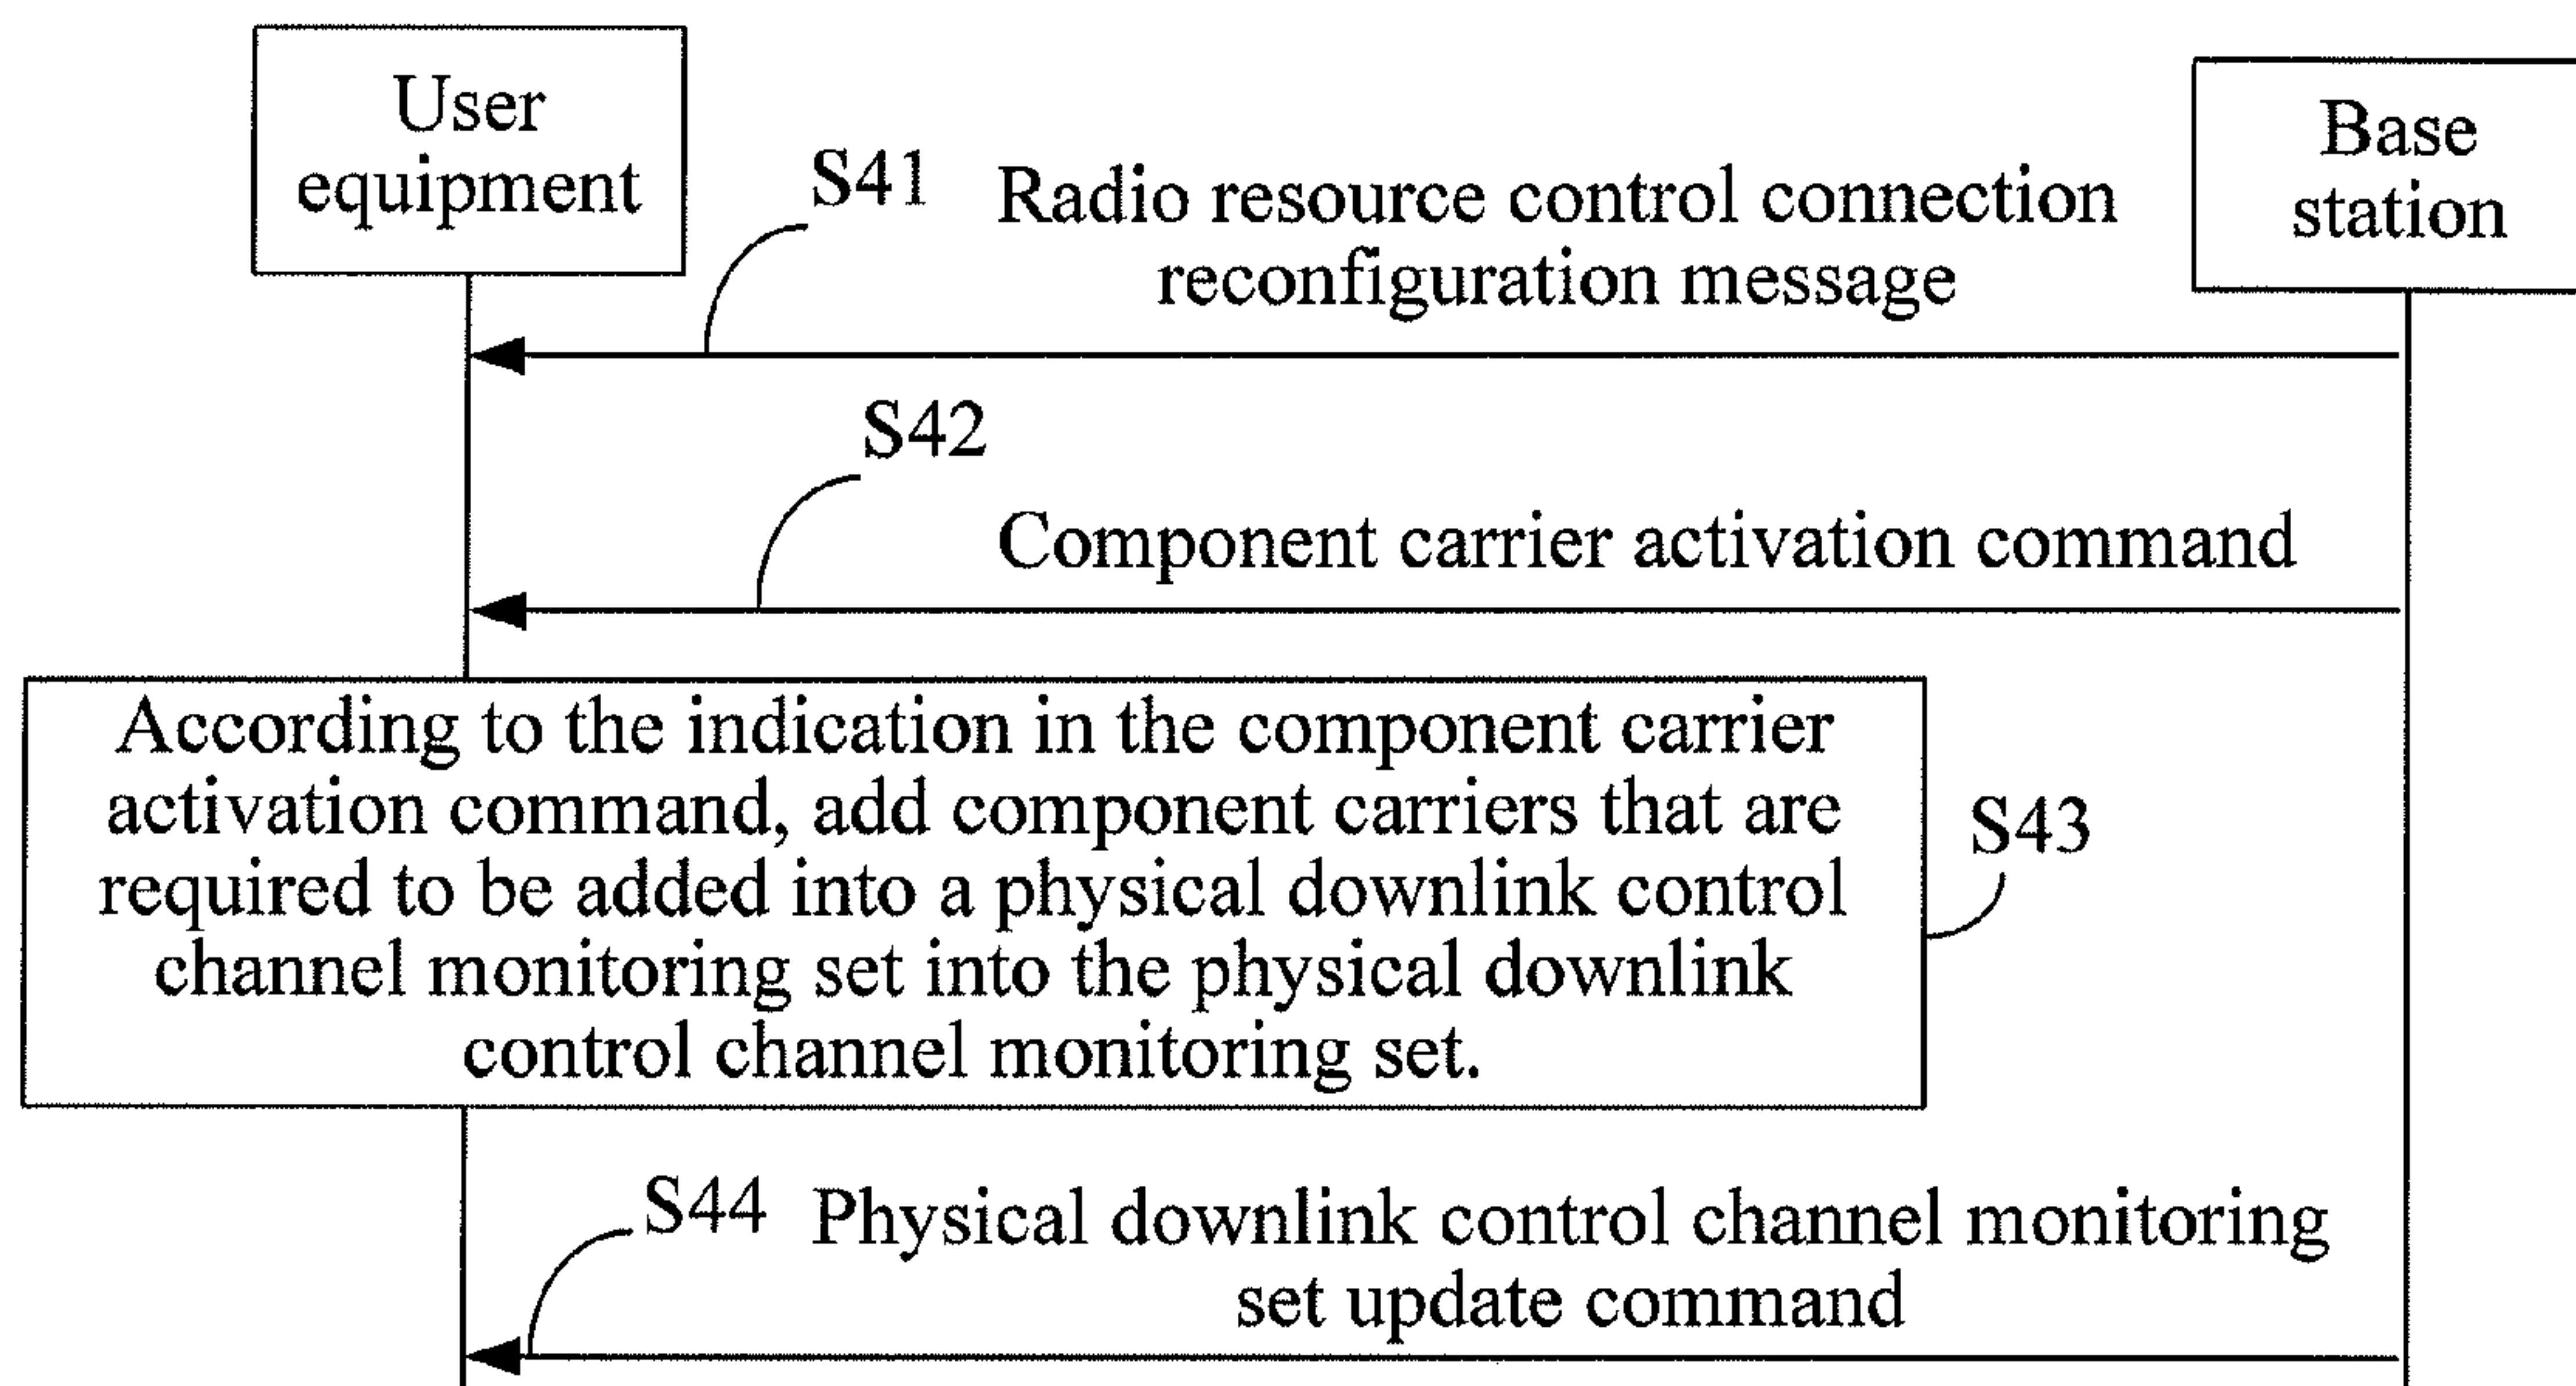 User
equipment
Base
station
S41
Radio resource control connection
reconfiguration message
S42
Component carrier activation command
According to the indication in the component carrier
activation command, add component carriers that are
required to be added into a physical downlink control
channel monitoring set into the physical downlink
control channel monitoring set.
S43
S44
Physical downlink control channel monitoring
set update command